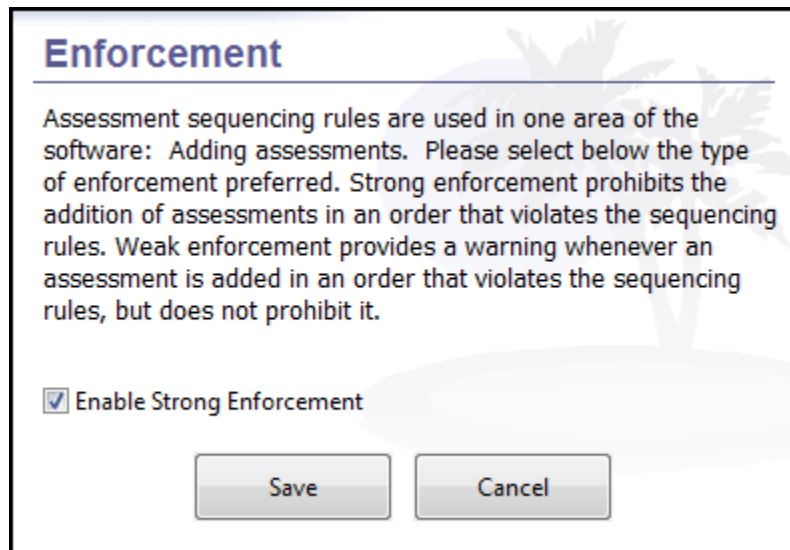 Enforcement
Assessment sequencing rules are used in one area of the
software:  Adding assessments.  Please select below the type
of enforcement preferred. Strong enforcement prohibits the
addition of assessments in an order that violates the sequencing
rules. Weak enforcement provides a warning whenever an
assessment is added in an order that violates the sequencing
rules, but does not prohibit it.
Enable Strong Enforcement
Save
Cancel